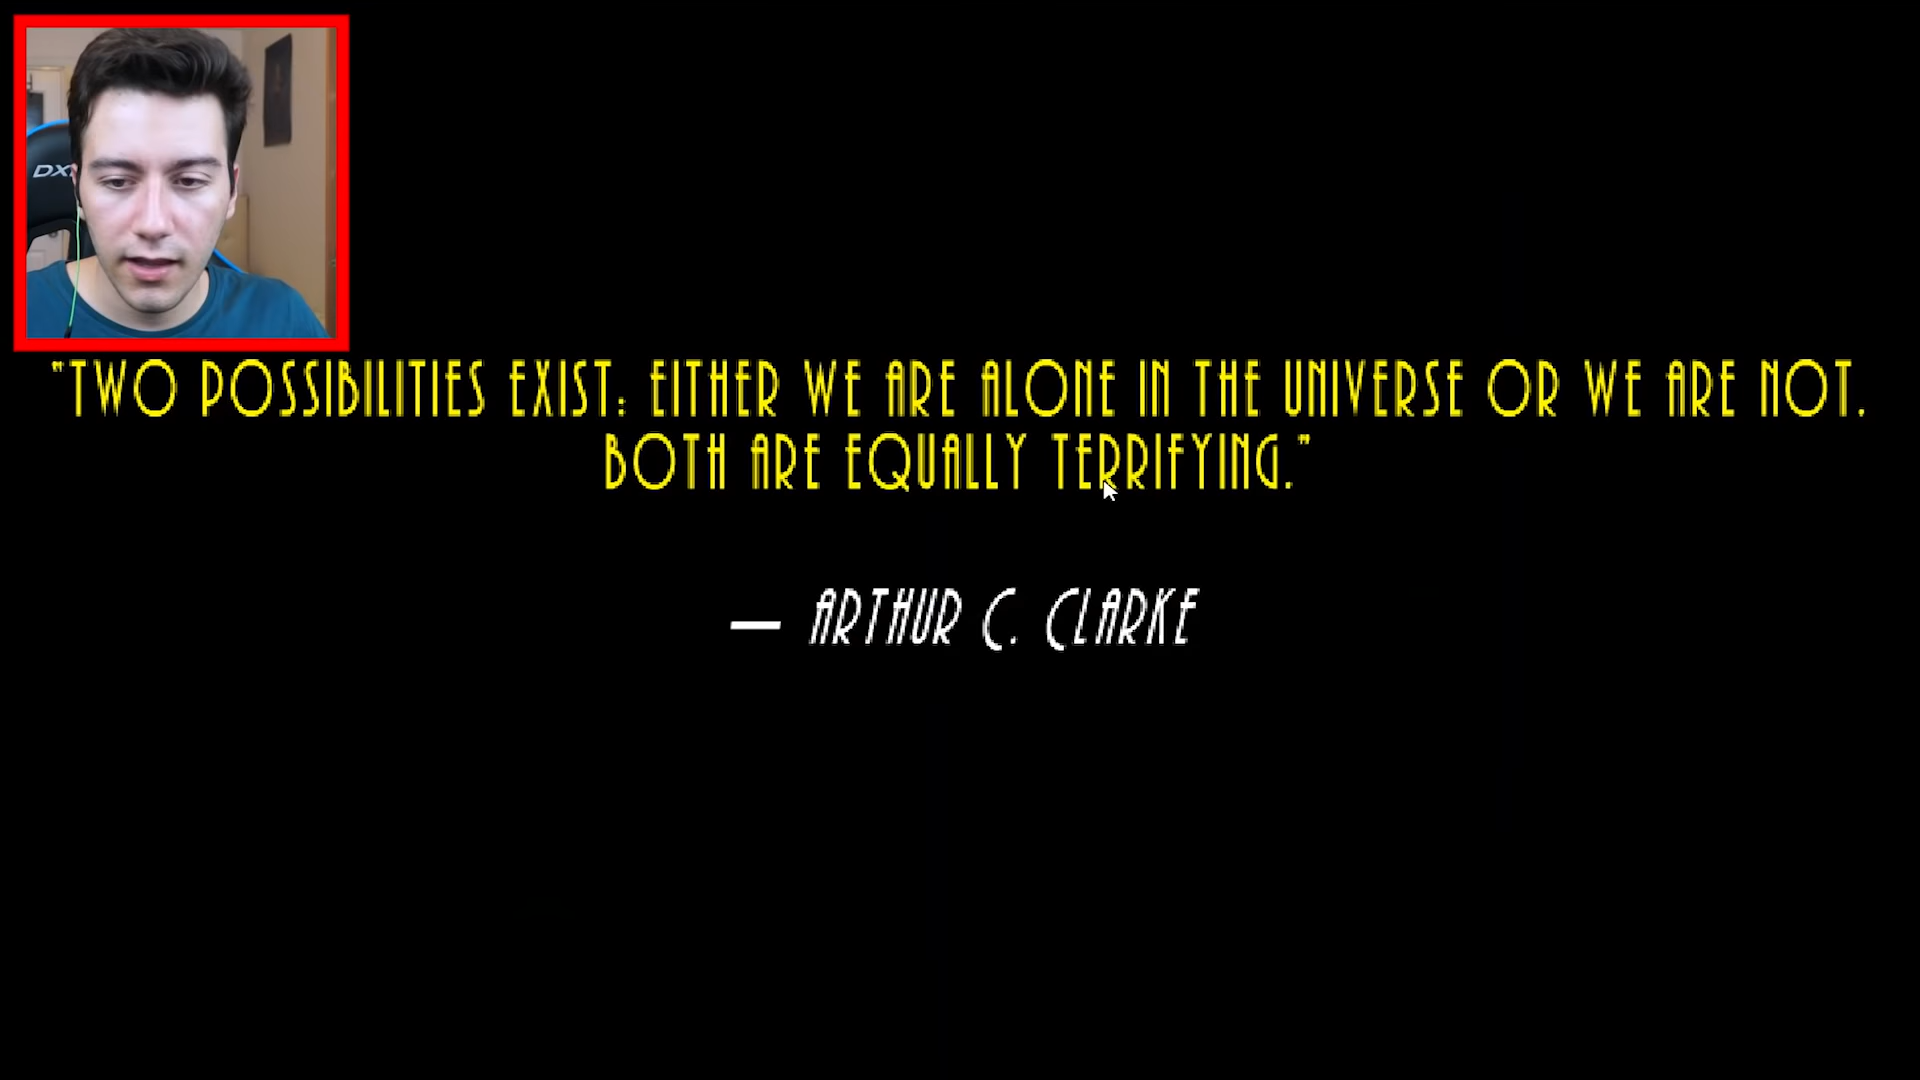 DX
"TWO POSSIBILITIES EXIST: EITHER WE ARE ALONE IN THE UNIVERSE OR WE ARE NOT.
BOTH ARE EQUALLY TERRIFYING."
— ARTHUR C. CLARKE